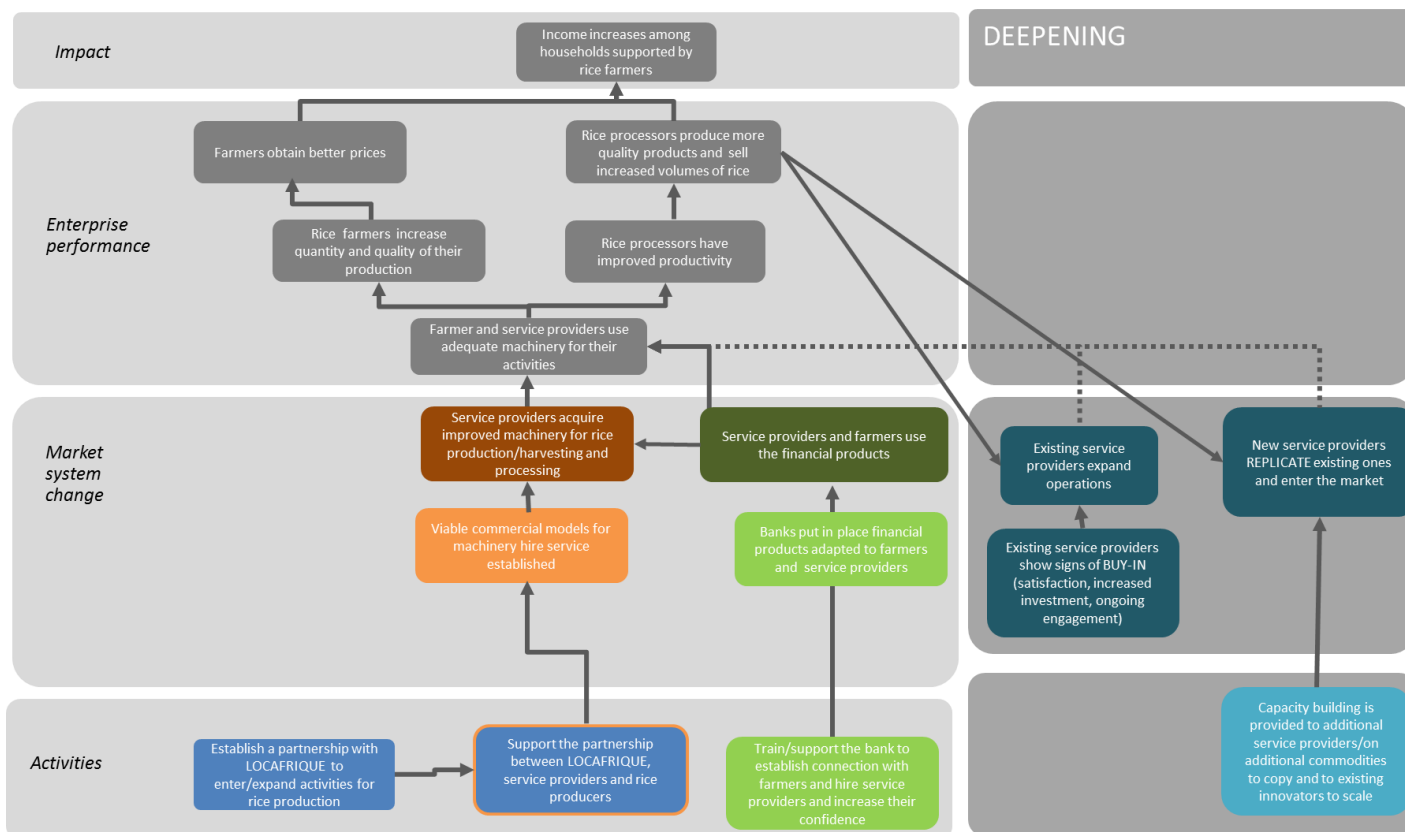 Impact
Income increases among
households supported by
rice farmers
DEEPENING
Enterprise
performance
Farmers obtain better prices
Rice processors produce more
quality products and sell
increased volumes of rice
Rice farmers increase
quantity and quality of their
production
Rice processors have
improved productivity
Farmer and service providers use
adequate machinery for their
activities
Market
system
change
Service providers acquire
improved machinery for rice
production/harvesting and
processing
Service providers and farmers use
the financial products
Existing service
providers expand
operations
New service providers
REPLICATE existing ones
and enter the market
Viable commercial models for
machinery hire service
established
Banks put in place financial
products adapted to farmers
and service providers
Existing service providers
show signs of BUY-IN
(satisfaction, increased
investment, ongoing
engagement)
Activities
Establish a partnership with
LOCAFRIQUE to
enter/expand activities for
rice production
Support the partnership
between LOCAFRIQUE,
service providers and rice
producers
Train/support the bank to
establish connection with
farmers and hire service
providers and increase their
confidence
Capacity building is
provided to additional
service providers/on
additional commodities
to copy and to existing
innovators to scale